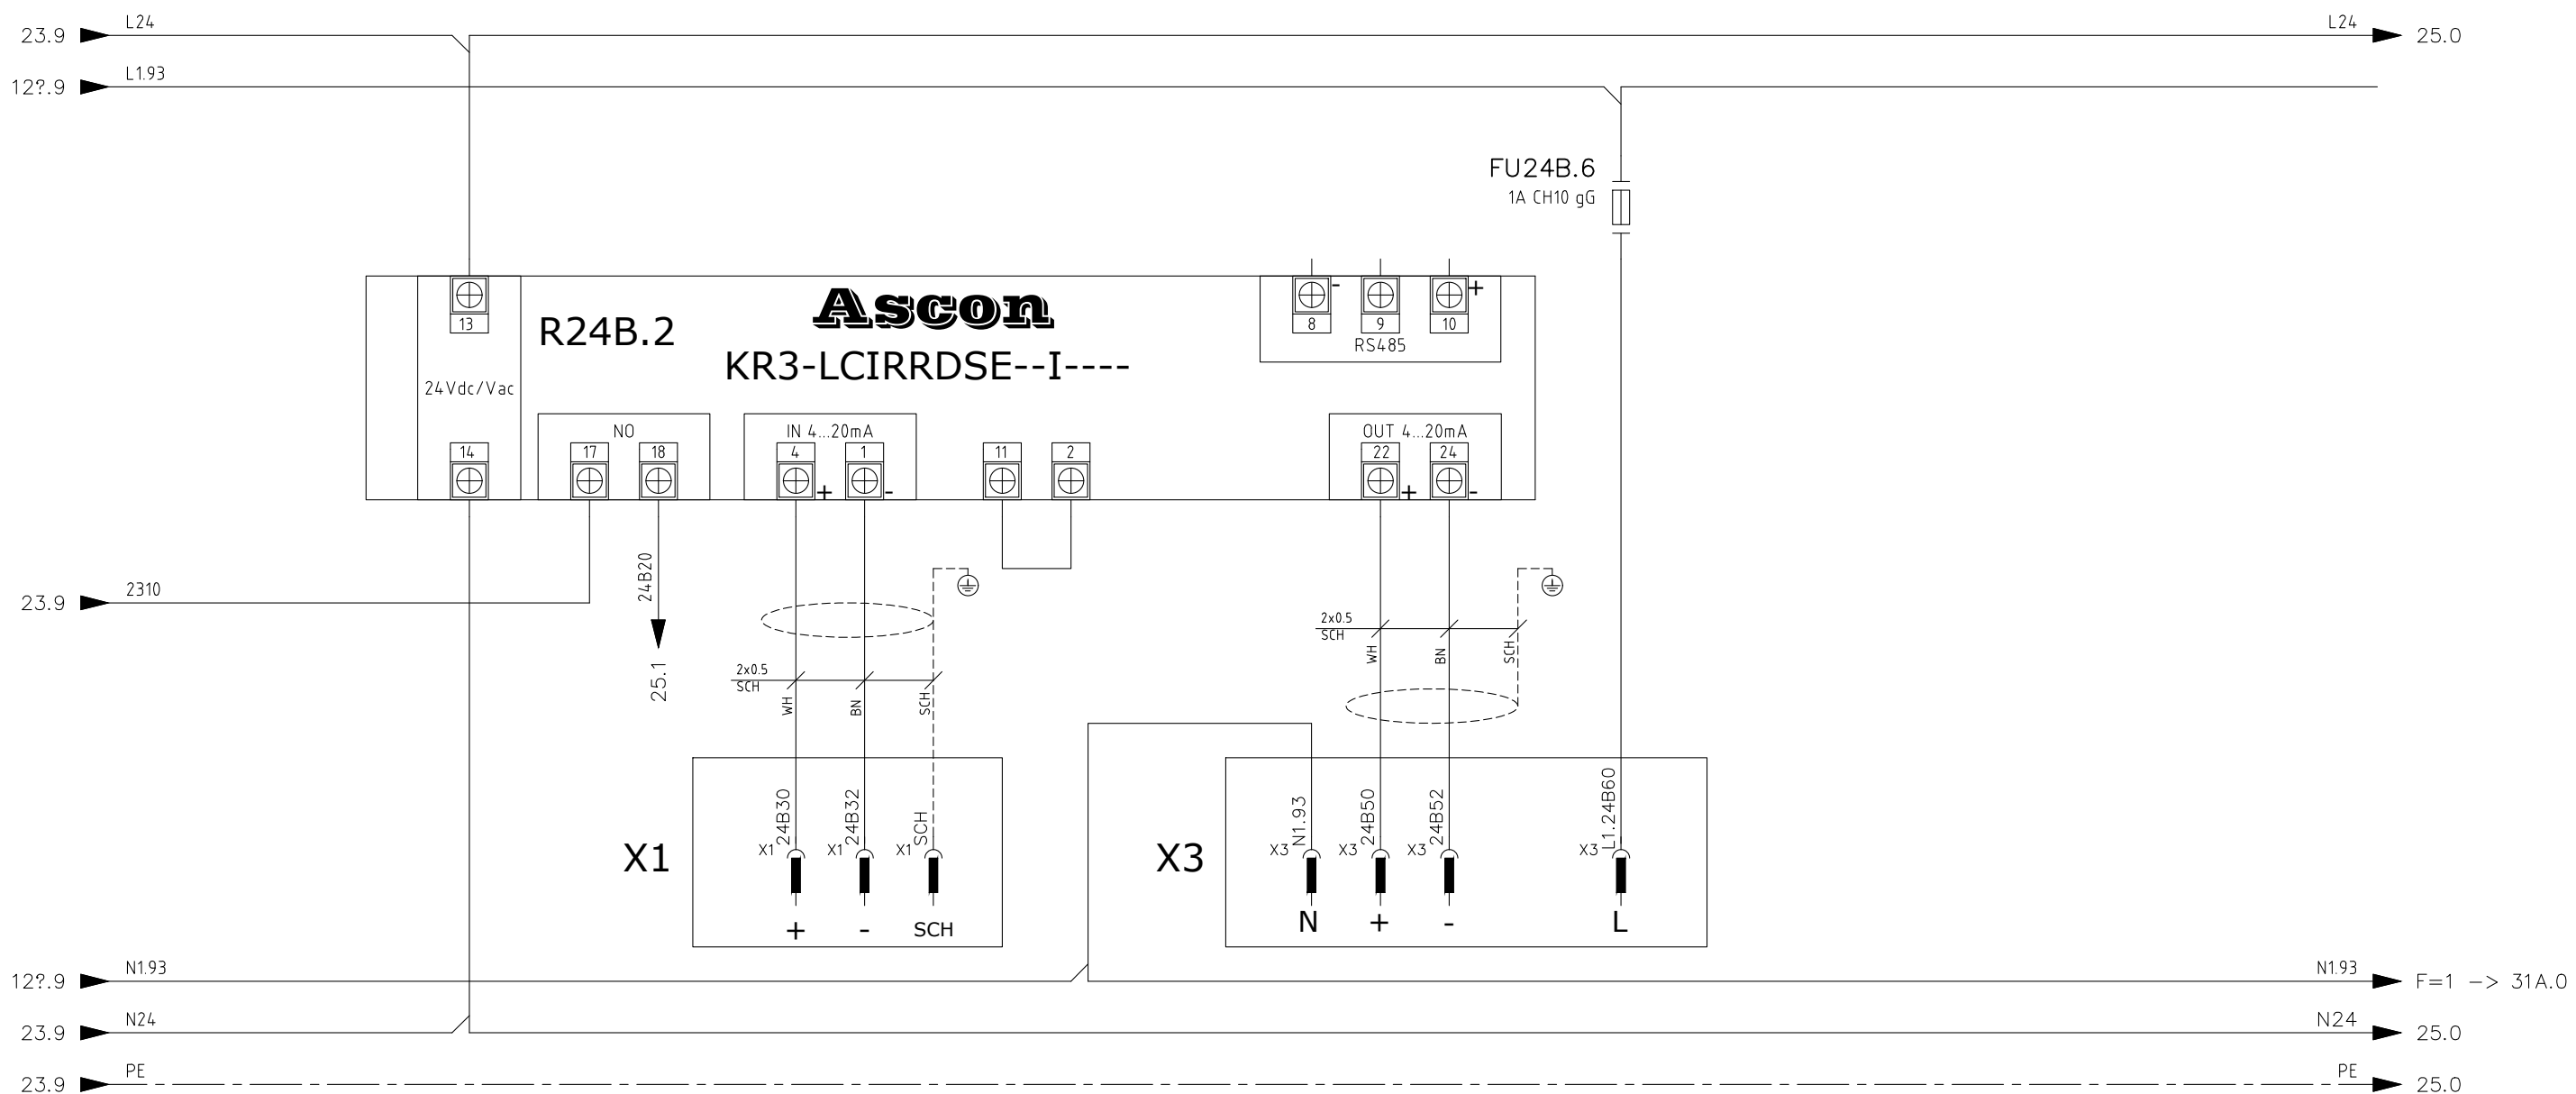 23.9 L24 L24 25.0
12?.9 L1.93
FU24B.6
1A CH10 gG
13
R24B.2
Ascon
KR3-LCIRRDSE--I----
- +
8 9 10
RS485
24Vdc/Vac
NO
IN 4...20mA
OUT 4...20mA
14 17 18 4 1 11 2 22 24
+ - + -
23.9 2310
24B20
25.1
2x0.5
SCH
WH BN SCH
2x0.5
SCH
WH BN SCH
X1
X1 24B30
X1 24B32
X1 SCH
+ - SCH
X3
X3 N1.93
X3 24B50
X3 24B52
X3 L1.24B60
N + - L
12?.9 N1.93 N1.93 F=1 -> 31A.0
23.9 N24 N24 25.0
23.9 PE PE 25.0